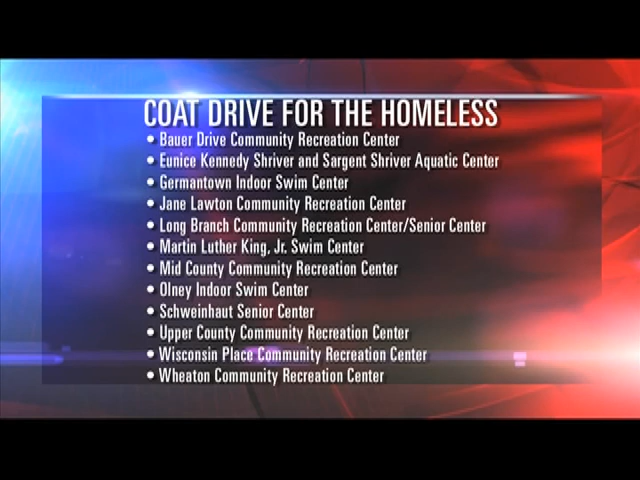 COAT DRIVE FOR THE HOMELESS
• Bauer Drive Community Recreation Center
• Eunice Kennedy Shriver and Sargent Shriver Aquatic Center
• Germantown Indoor Swim Center
• Jane Lawton Community Recreation Center
• Long Branch Community Recreation Center/Senior Center
• Martin Luther King, Jr. Swim Center
• Mid County Community Recreation Center
• Olney Indoor Swim Center
• Schweinhaut Senior Center
• Upper County Community Recreation Center
• Wisconsin Place Community Recreation Center
• Wheaton Community Recreation Center